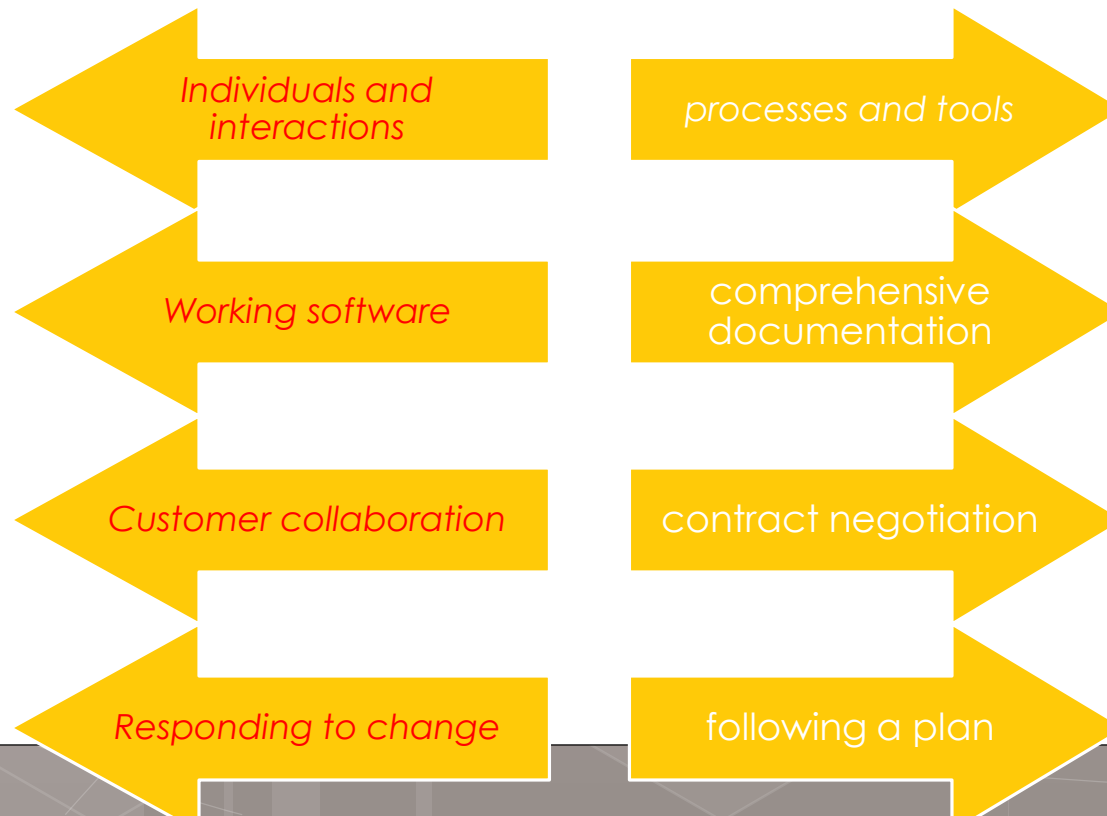 Individuals and
interactions
processes and tools
Working software
comprehensive
documentation
Customer collaboration
contract negotiation
Responding to change
following a plan